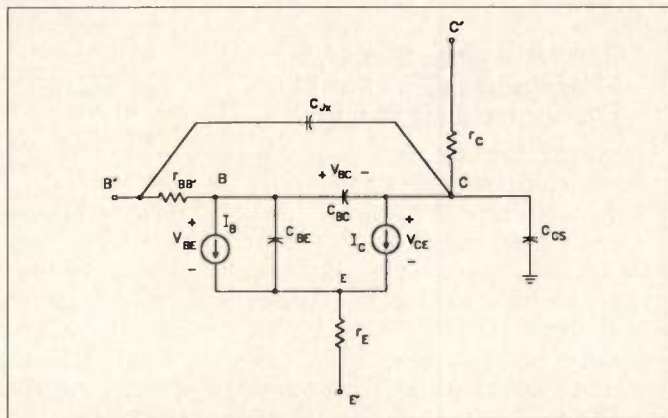 C'
C_Jx
r_C
B'
r_BB'
B
+ V_BC −
C
C_BC
+
I_B
V_BE
−
C_BE
I_C
+
V_CE
−
C_CS
E
r_E
E'